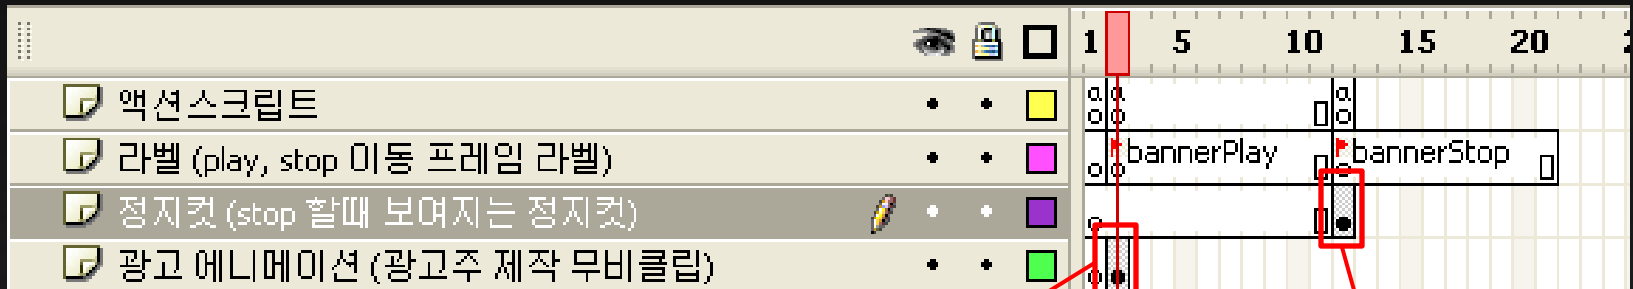 1 5 10 15 20
액션스크립트
라벨 (play, stop 이동 프레임 라벨) bannerPlay bannerStop
정지컷 (stop 할때 보여지는 정지컷)
광고 에니메이션 (광고주 제작 무비클립)